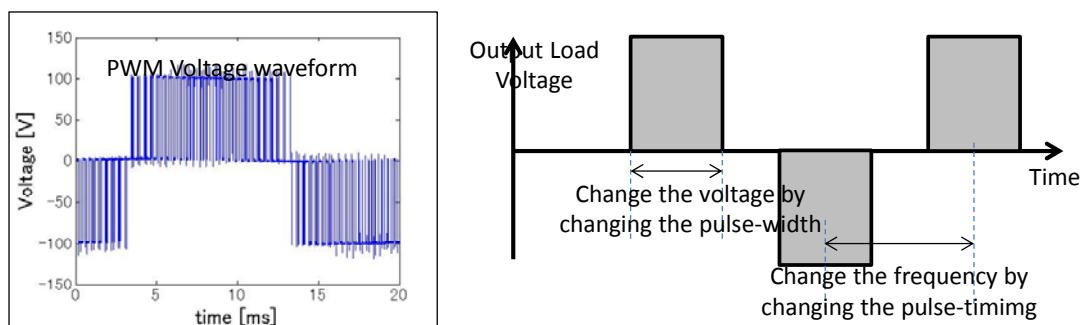 PWM Voltage waveform
150
100
50
0
−50
−100
−150
Voltage [V]
0
5
10
15
20
time [ms]
Output Load
Voltage
Time
Change the voltage by
changing the pulse-width
Change the frequency by
changing the pulse-timimg